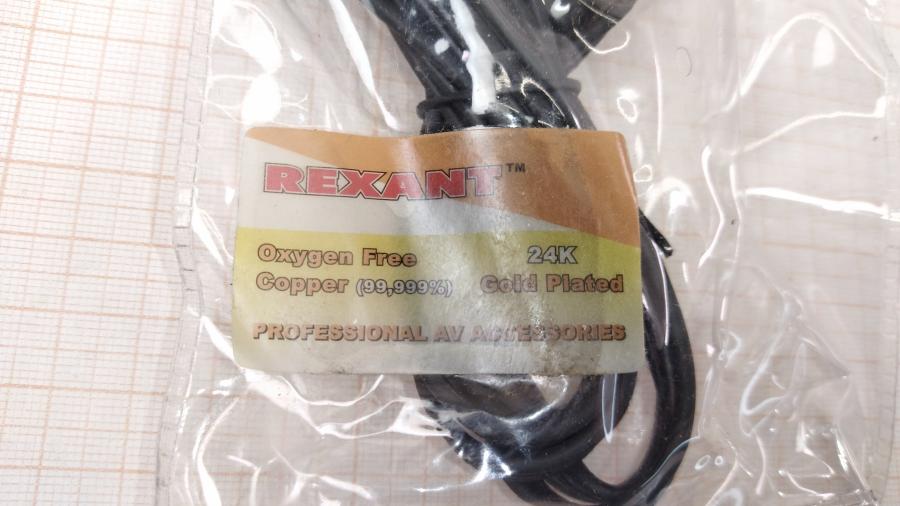 REXANT™
Oxygen Free 24K
Copper (99,999%) Gold Plated
PROFESSIONAL AV ACCESSORIES